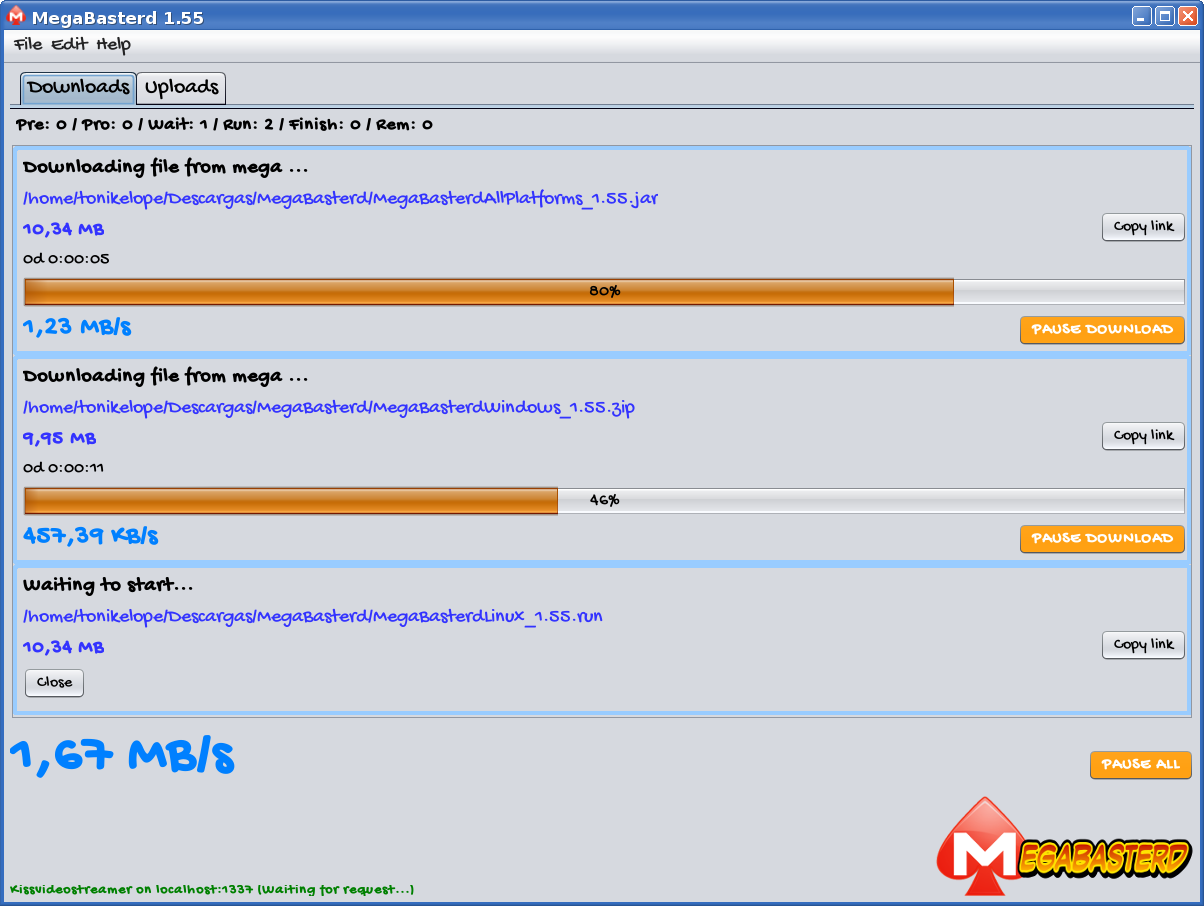 MegaBasterd 1.55
File Edit Help
Downloads Uploads
Pre: 0 / Pro: 0 / Wait: 1 / Run: 2 / Finish: 0 / Rem: 0
Downloading file from mega ...
/home/tonikelope/Descargas/MegaBasterd/MegaBasterdAllPlatforms_1.55.jar
10,34 MB
Copy link
0d 0:00:05
80%
1,23 MB/s
PAUSE DOWNLOAD
Downloading file from mega ...
/home/tonikelope/Descargas/MegaBasterd/MegaBasterdWindows_1.55.zip
9,95 MB
Copy link
0d 0:00:11
46%
457,39 KB/s
PAUSE DOWNLOAD
Waiting to start...
/home/tonikelope/Descargas/MegaBasterd/MegaBasterdLinux_1.55.run
10,34 MB
Copy link
Close
1,67 MB/s
PAUSE ALL
MEGABASTERD
Kissvideostreamer on localhost:1337 (Waiting for request...)